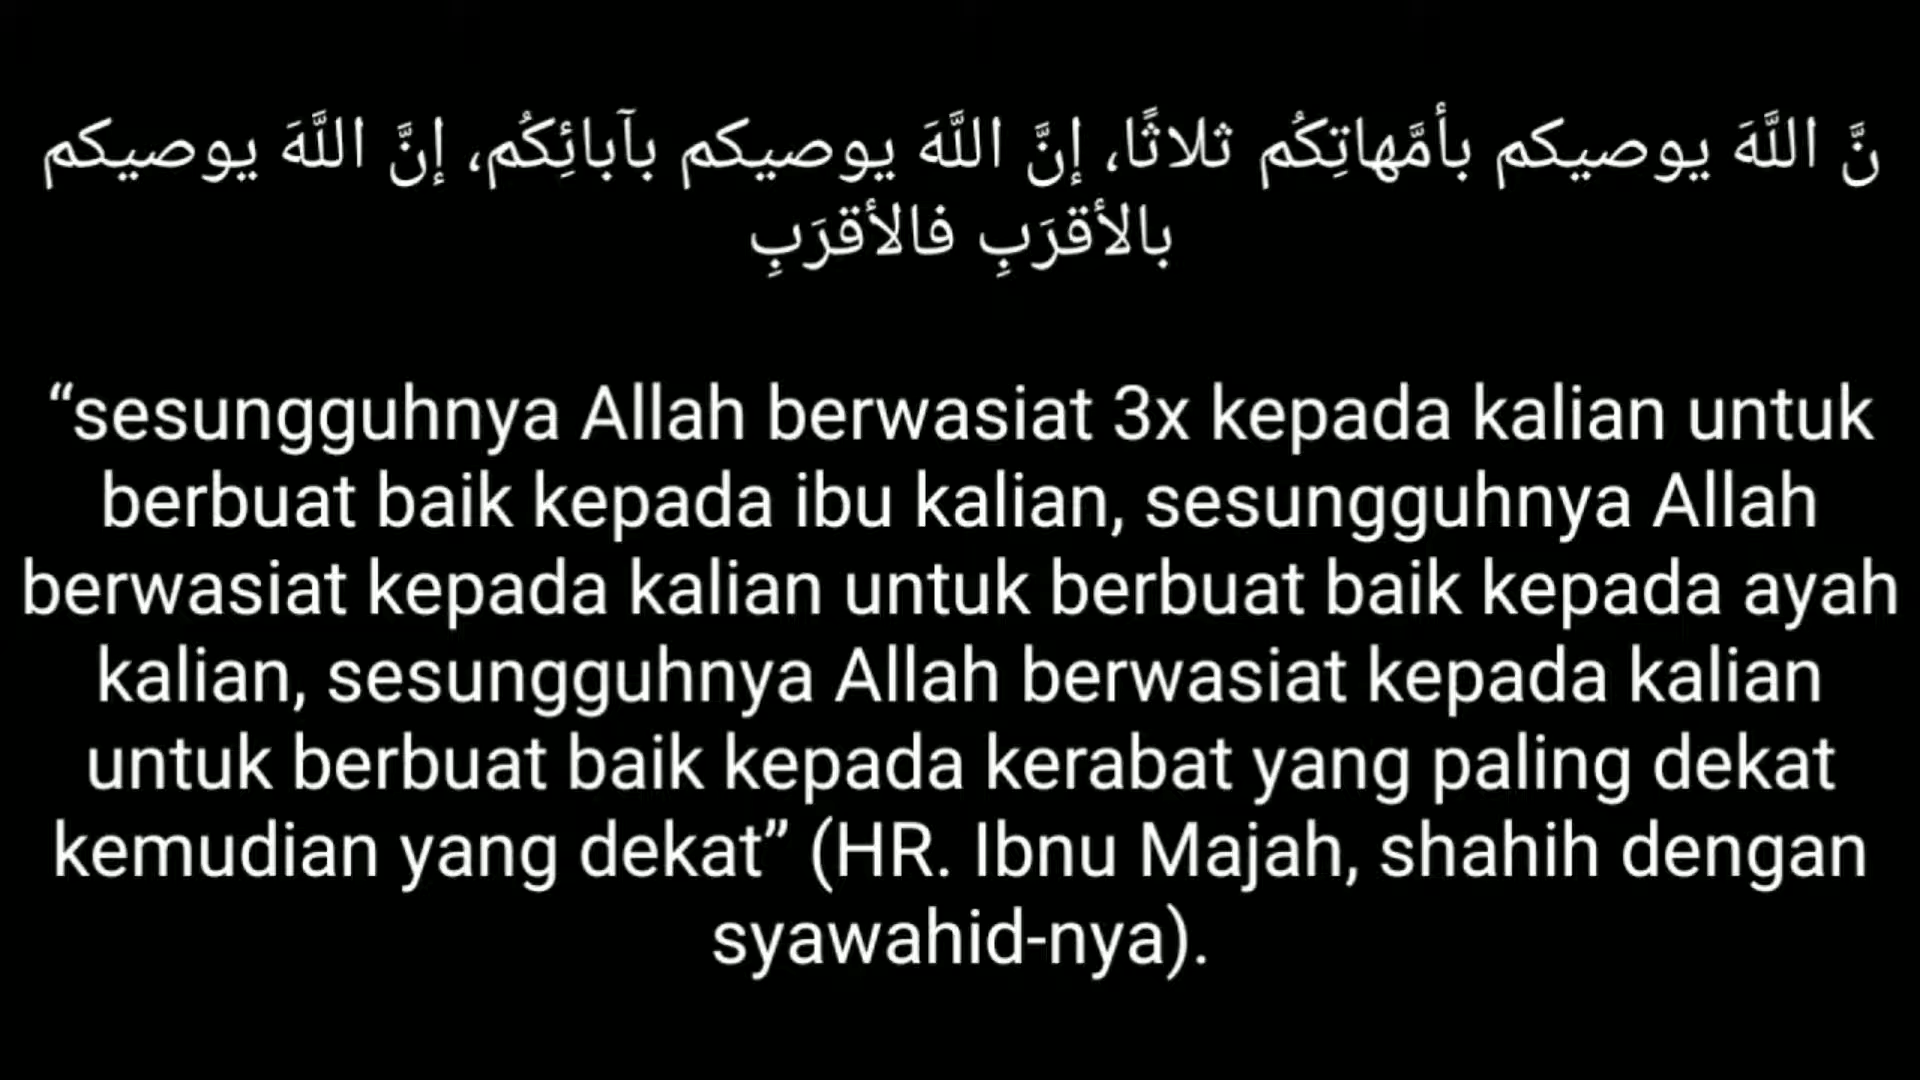 نَّ اللَّهَ يوصيكم بأمَّهاتِكُم ثلاثًا، إنَّ اللَّهَ يوصيكم بآبائِكُم، إنَّ اللَّهَ يوصيكم
بالأقرَبِ فالأقرَبِ
“sesungguhnya Allah berwasiat 3x kepada kalian untuk
berbuat baik kepada ibu kalian, sesungguhnya Allah
berwasiat kepada kalian untuk berbuat baik kepada ayah
kalian, sesungguhnya Allah berwasiat kepada kalian
untuk berbuat baik kepada kerabat yang paling dekat
kemudian yang dekat” (HR. Ibnu Majah, shahih dengan
syawahid-nya).